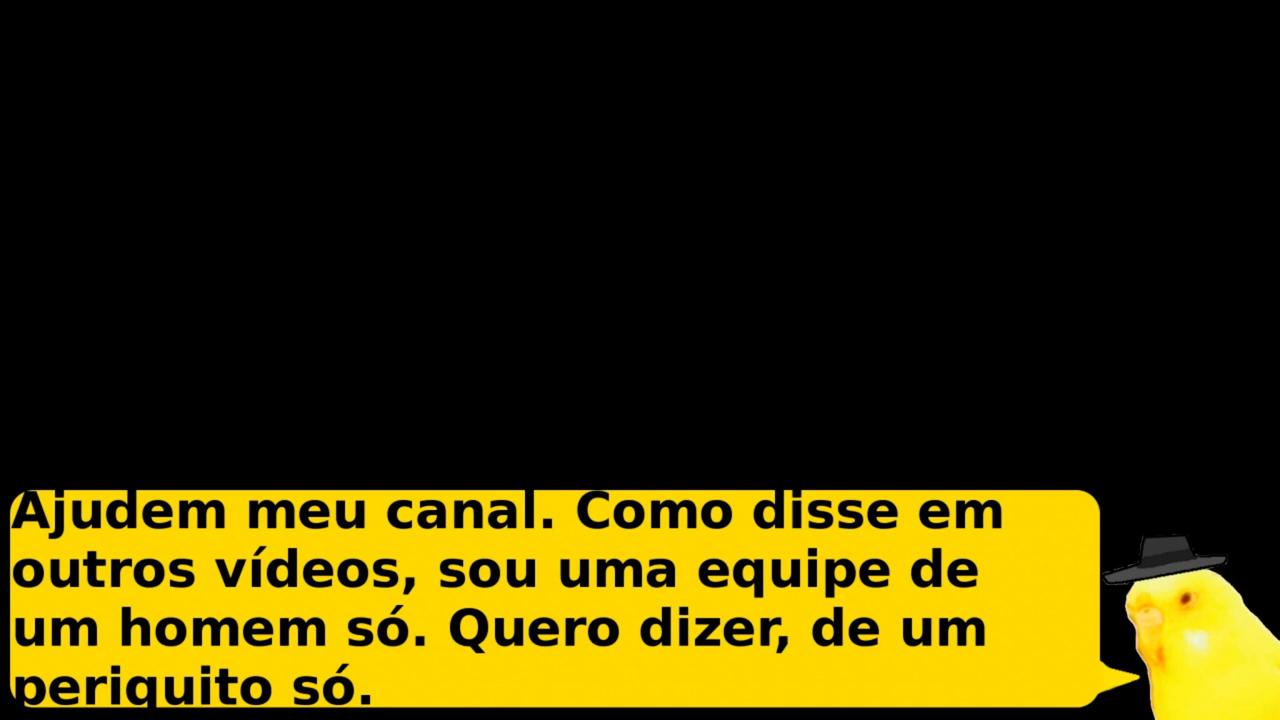 Ajudem meu canal. Como disse em
outros vídeos, sou uma equipe de
um homem só. Quero dizer, de um
periquito só.